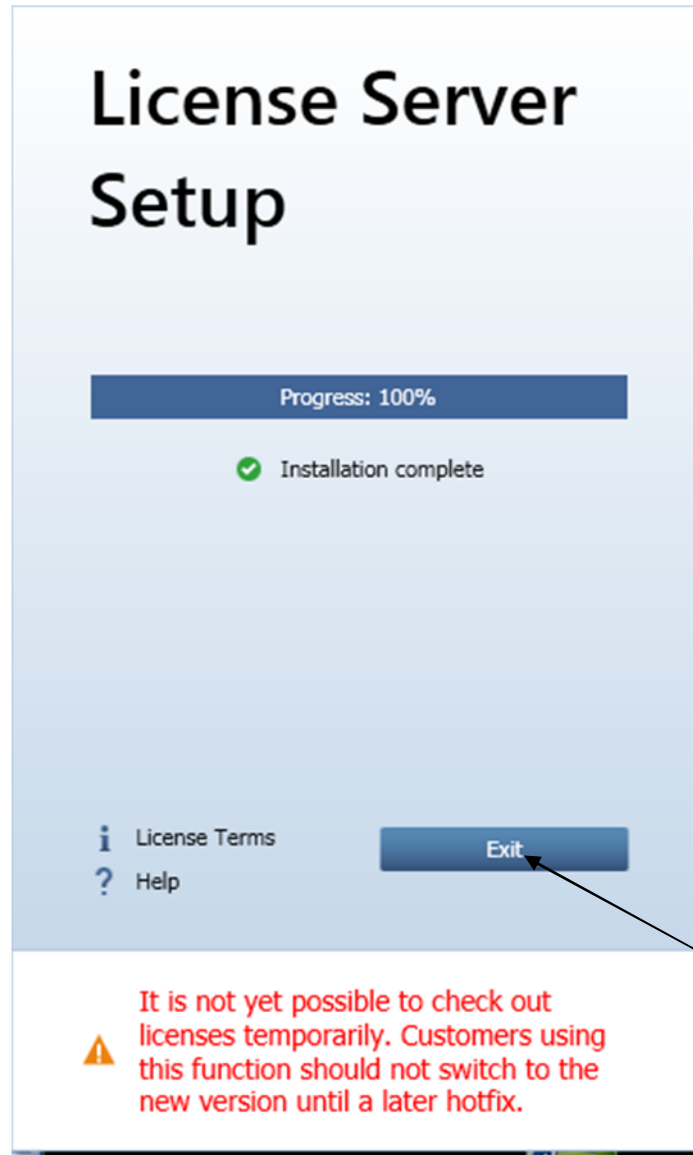 License Server
Setup
Progress: 100%
Installation complete
License Terms
Exit
Help
It is not yet possible to check out
licenses temporarily. Customers using
this function should not switch to the
new version until a later hotfix.